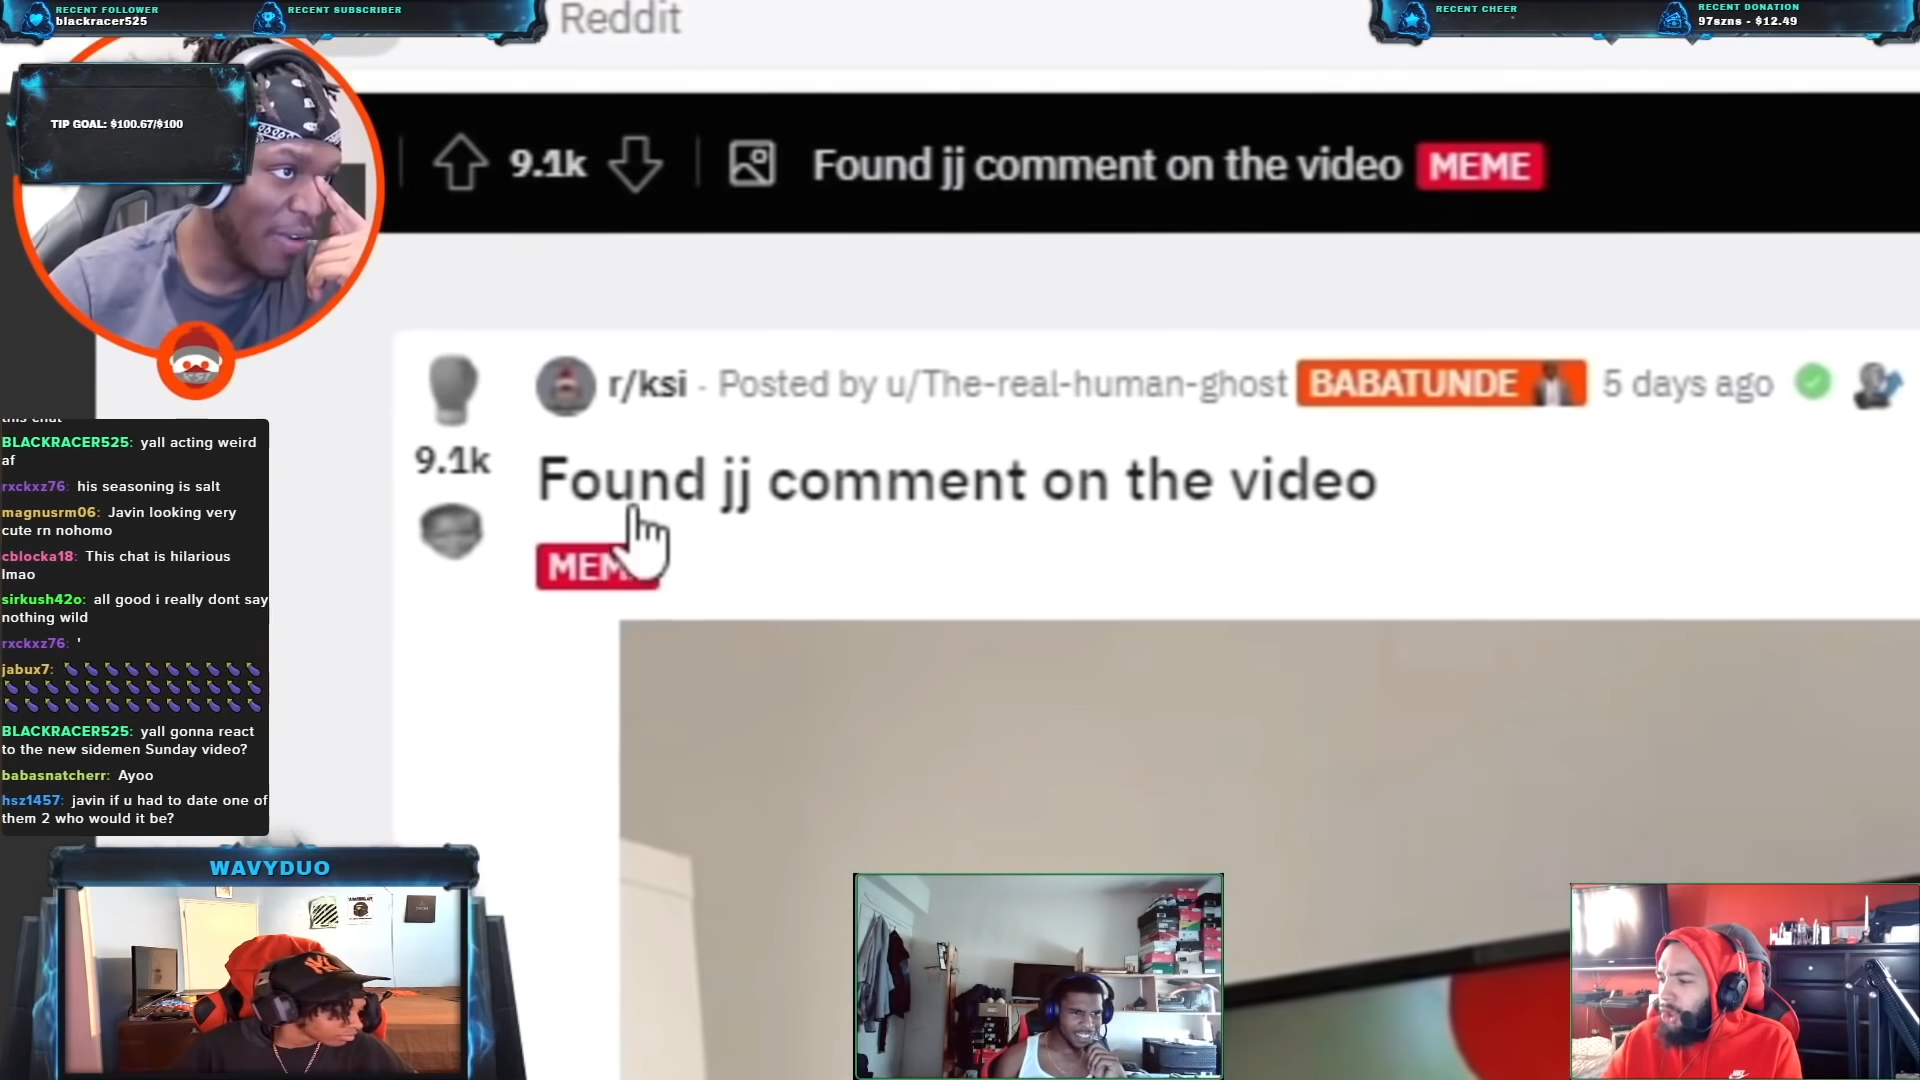 RECENT FOLLOWER
blackracer525
RECENT SUBSCRIBER
Reddit
RECENT CHEER
RECENT DONATION
97szns - $12.49
TIP GOAL: $100.67/$100
9.1k
Found jj comment on the video MEME
r/ksi - Posted by u/The-real-human-ghost BABATUNDE 5 days ago
9.1k
Found jj comment on the video
MEM
this chat
BLACKRACER525: yall acting weird
af
rxckxz76: his seasoning is salt
magnusrm06: Javin looking very
cute rn nohomo
cblocka18: This chat is hilarious
lmao
sirkush42o: all good i really dont say
nothing wild
rxckxz76: '
jabux7: 🍆🍆🍆🍆🍆🍆🍆🍆🍆🍆
🍆🍆🍆🍆🍆🍆🍆🍆🍆🍆🍆🍆🍆
🍆🍆🍆🍆🍆🍆🍆🍆🍆🍆🍆🍆🍆
BLACKRACER525: yall gonna react
to the new sidemen Sunday video?
babasnatcherr: Ayoo
hsz1457: javin if u had to date one of
them 2 who would it be?
WAVYDUO